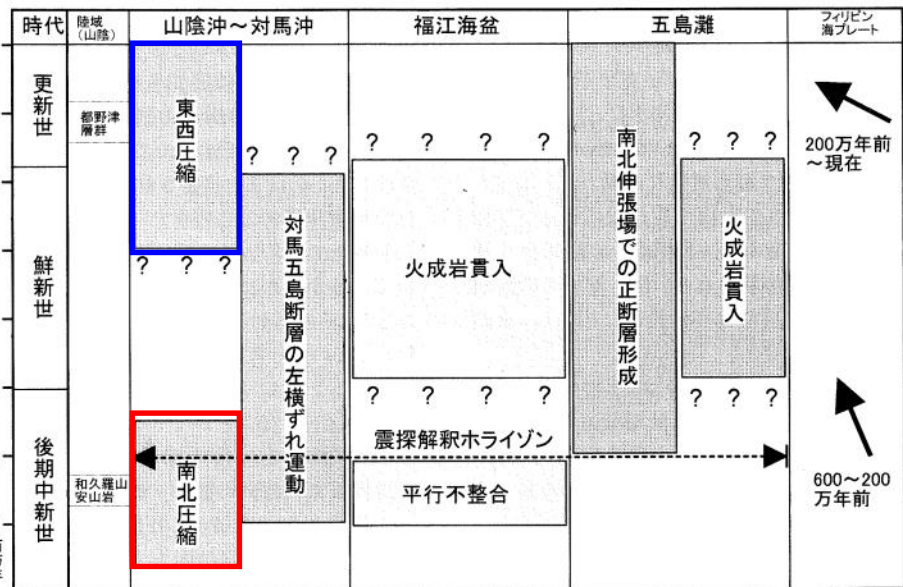 時代
陸域
(山陰)
山陰沖～対馬沖
福江海盆
五島灘
フィリピン
海プレート
更新世
鮮新世
後期中新世
都野津
層群
和久羅山
安山岩
東西圧縮
? ? ?
南北圧縮
? ? ?
対馬五島断層の左横ずれ運動
? ? ? ?
火成岩貫入
? ? ? ?
震探解釈ホライゾン
平行不整合
南北伸張場での正断層形成
? ? ?
火成岩貫入
? ? ?
200万年前
～現在
600～200
万年前